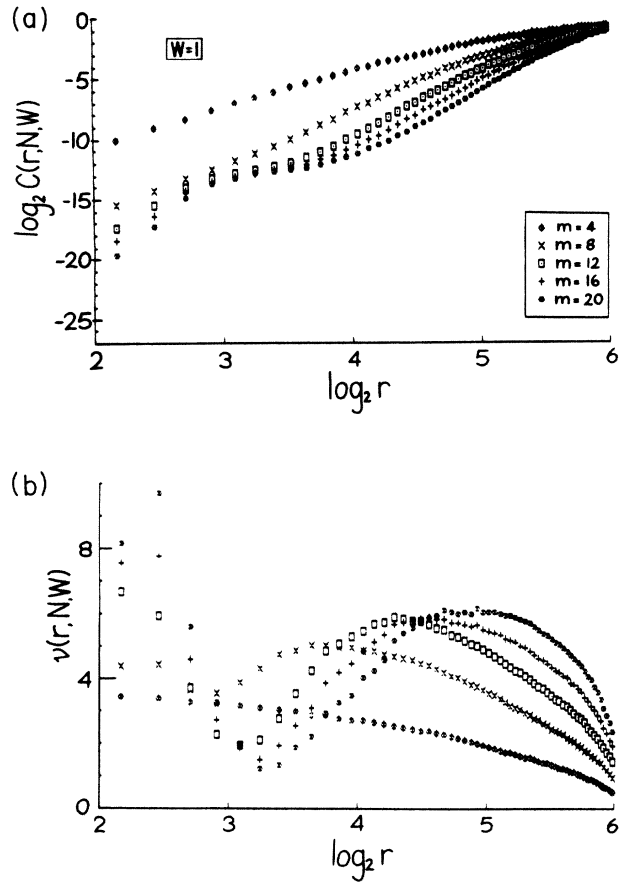 (a)
W=1
log₂ C(r,N,W)
0
-5
-10
-15
-20
-25
m = 4
m = 8
m = 12
m = 16
m = 20
2 3 4 5 6
log₂ r
(b)
ν(r,N,W)
8
4
0
2 3 4 5 6
log₂ r